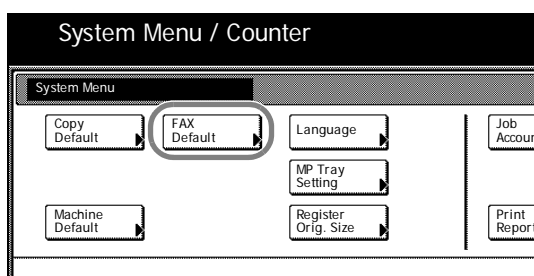 System Menu / Counter
System Menu
Copy
Default
FAX
Default
Language
Job
Accour
MP Tray
Setting
Machine
Default
Register
Orig. Size
Print
Report